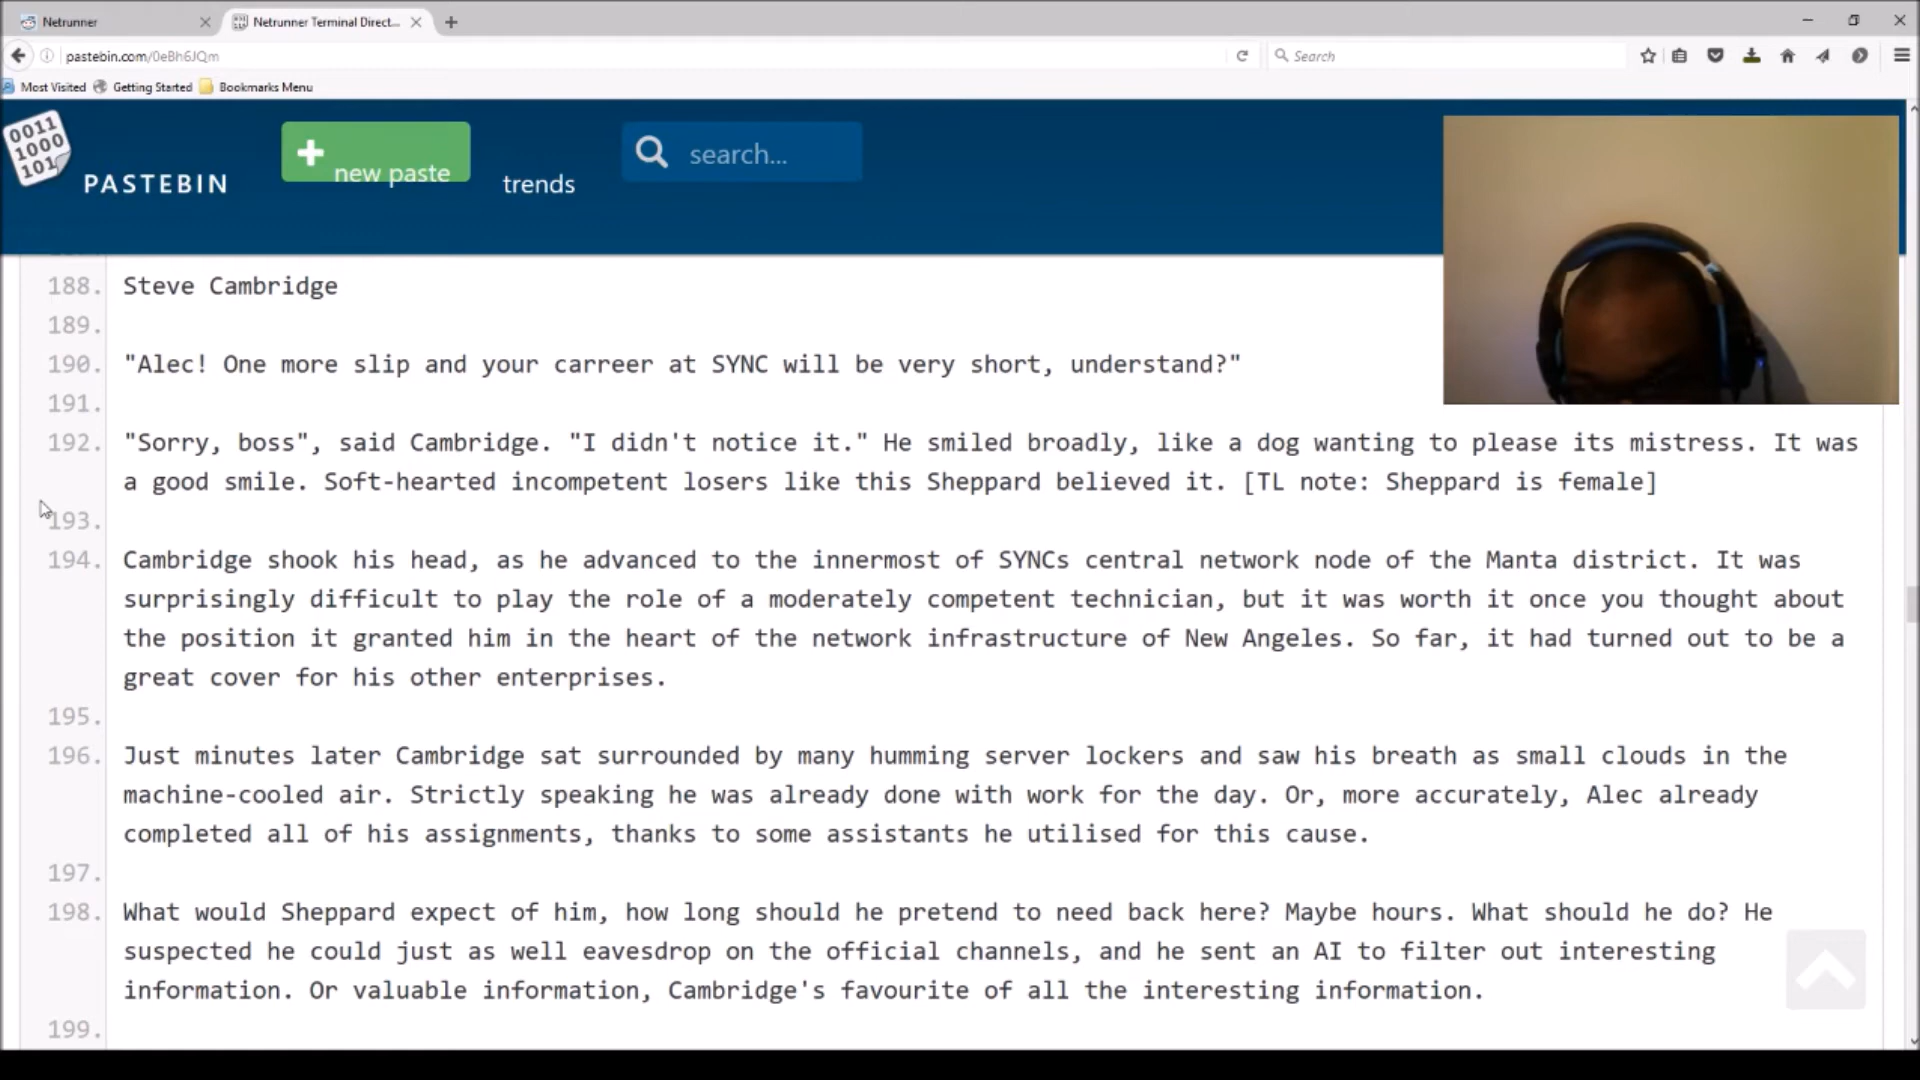 Netrunner
Netrunner Terminal Direct...
pastebin.com/0eBh6JQm
Search
Most Visited Getting Started Bookmarks Menu
0011
1000
101
PASTEBIN
new paste
trends
search...
188. Steve Cambridge
189.
190. "Alec! One more slip and your carreer at SYNC will be very short, understand?"
191.
192. "Sorry, boss", said Cambridge. "I didn't notice it." He smiled broadly, like a dog wanting to please its mistress. It was
a good smile. Soft-hearted incompetent losers like this Sheppard believed it. [TL note: Sheppard is female]
193.
194. Cambridge shook his head, as he advanced to the innermost of SYNCs central network node of the Manta district. It was
surprisingly difficult to play the role of a moderately competent technician, but it was worth it once you thought about
the position it granted him in the heart of the network infrastructure of New Angeles. So far, it had turned out to be a
great cover for his other enterprises.
195.
196. Just minutes later Cambridge sat surrounded by many humming server lockers and saw his breath as small clouds in the
machine-cooled air. Strictly speaking he was already done with work for the day. Or, more accurately, Alec already
completed all of his assignments, thanks to some assistants he utilised for this cause.
197.
198. What would Sheppard expect of him, how long should he pretend to need back here? Maybe hours. What should he do? He
suspected he could just as well eavesdrop on the official channels, and he sent an AI to filter out interesting
information. Or valuable information, Cambridge's favourite of all the interesting information.
199.